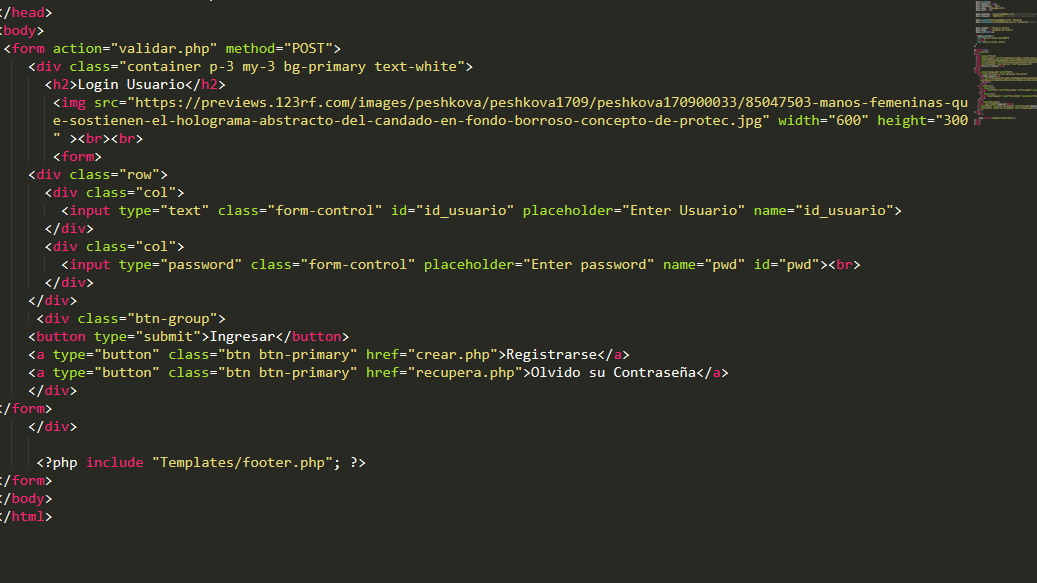 </head>
<body>
<form action="validar.php" method="POST">
<div class="container p-3 my-3 bg-primary text-white">
<h2>Login Usuario</h2>
<img src="https://previews.123rf.com/images/peshkova/peshkova1709/peshkova170900033/85047503-manos-femeninas-qu
e-sostienen-el-holograma-abstracto-del-candado-en-fondo-borroso-concepto-de-protec.jpg" width="600" height="300
" ><br><br>
<form>
<div class="row">
<div class="col">
<input type="text" class="form-control" id="id_usuario" placeholder="Enter Usuario" name="id_usuario">
</div>
<div class="col">
<input type="password" class="form-control" placeholder="Enter password" name="pwd" id="pwd"><br>
</div>
</div>
<div class="btn-group">
<button type="submit">Ingresar</button>
<a type="button" class="btn btn-primary" href="crear.php">Registrarse</a>
<a type="button" class="btn btn-primary" href="recupera.php">Olvido su Contraseña</a>
</div>
</form>
</div>
<?php include "Templates/footer.php"; ?>
</form>
</body>
</html>